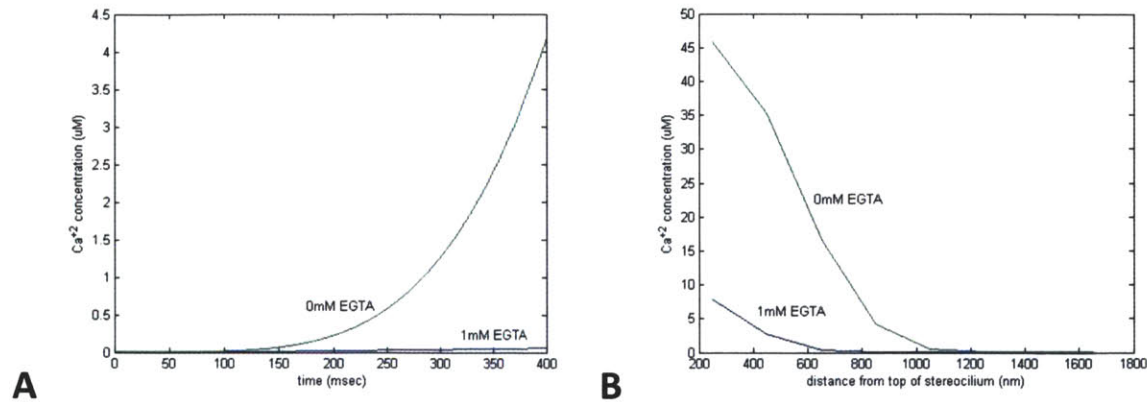 4.5
4
3.5
3
2.5
2
1.5
1
0.5
0
0 50 100 150 200 250 300 350 400
Ca+2 concentration (uM)
time (msec)
0mM EGTA
1mM EGTA
A
50
45
40
35
30
25
20
15
10
5
0
200 400 600 800 1000 1200 1400 1600 1800
Ca+2 concentration (uM)
distance from top of stereocilium (nm)
0mM EGTA
1mM EGTA
B